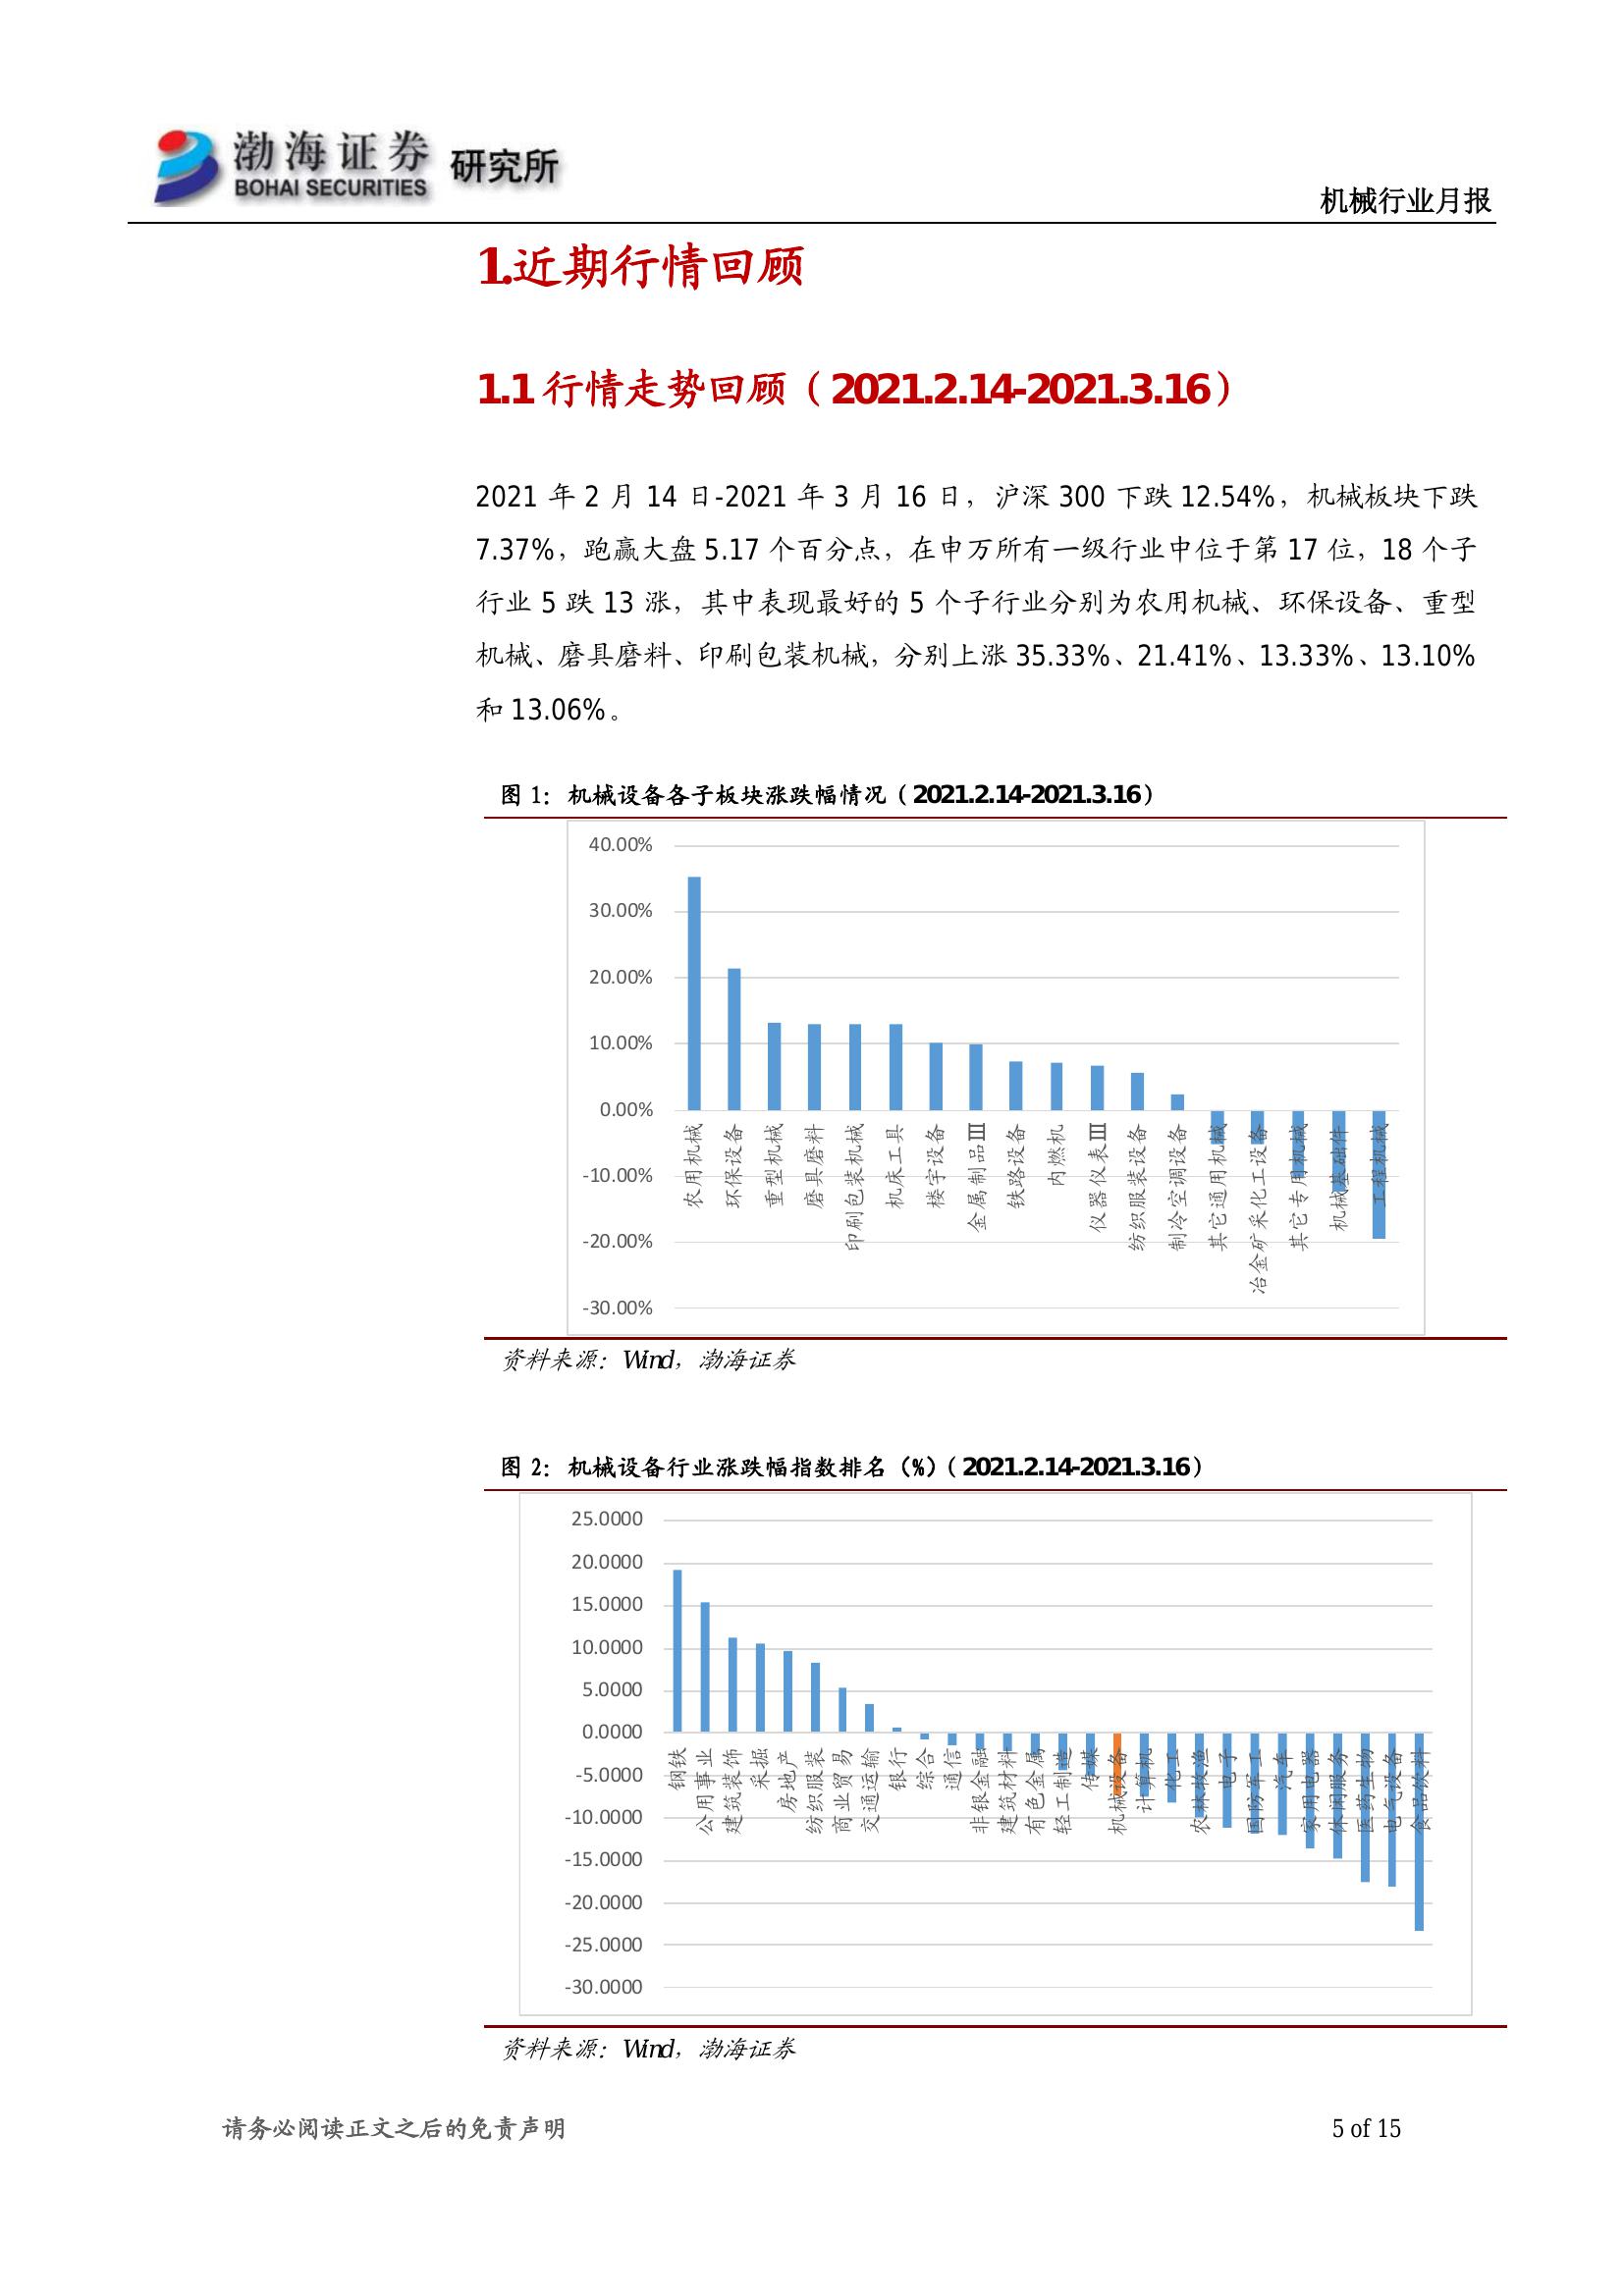 渤海证券 研究所
BOHAI SECURITIES
机械行业月报
1.近期行情回顾
1.1 行情走势回顾（2021.2.14-2021.3.16）
2021 年 2 月 14 日-2021 年 3 月 16 日，沪深 300 下跌 12.54%，机械板块下跌
7.37%，跑赢大盘 5.17 个百分点，在申万所有一级行业中位于第 17 位，18 个子
行业 5 跌 13 涨，其中表现最好的 5 个子行业分别为农用机械、环保设备、重型
机械、磨具磨料、印刷包装机械，分别上涨 35.33%、21.41%、13.33%、13.10%
和 13.06%。
图 1：机械设备各子板块涨跌幅情况（2021.2.14-2021.3.16）
40.00%
30.00%
20.00%
10.00%
0.00%
-10.00%
-20.00%
-30.00%
农用机械
环保设备
重型机械
磨具磨料
印刷包装机械
机床工具
楼宇设备
金属制品Ⅲ
铁路设备
内燃机
仪器仪表Ⅲ
纺织服装设备
制冷空调设备
其它通用机械
冶金矿采化工设备
其它专用机械
机械基础件
工程机械
资料来源：Wind，渤海证券
图 2：机械设备行业涨跌幅指数排名（%）（2021.2.14-2021.3.16）
25.0000
20.0000
15.0000
10.0000
5.0000
0.0000
-5.0000
-10.0000
-15.0000
-20.0000
-25.0000
-30.0000
钢铁
公用事业
建筑装饰
采掘
房地产
纺织服装
商业贸易
交通运输
银行
综合
通信
非银金融
建筑材料
有色金属
轻工制造
传媒
机械设备
计算机
化工
农林牧渔
电子
国防军工
汽车
家用电器
休闲服务
医药生物
电气设备
食品饮料
资料来源：Wind，渤海证券
请务必阅读正文之后的免责声明
5 of 15